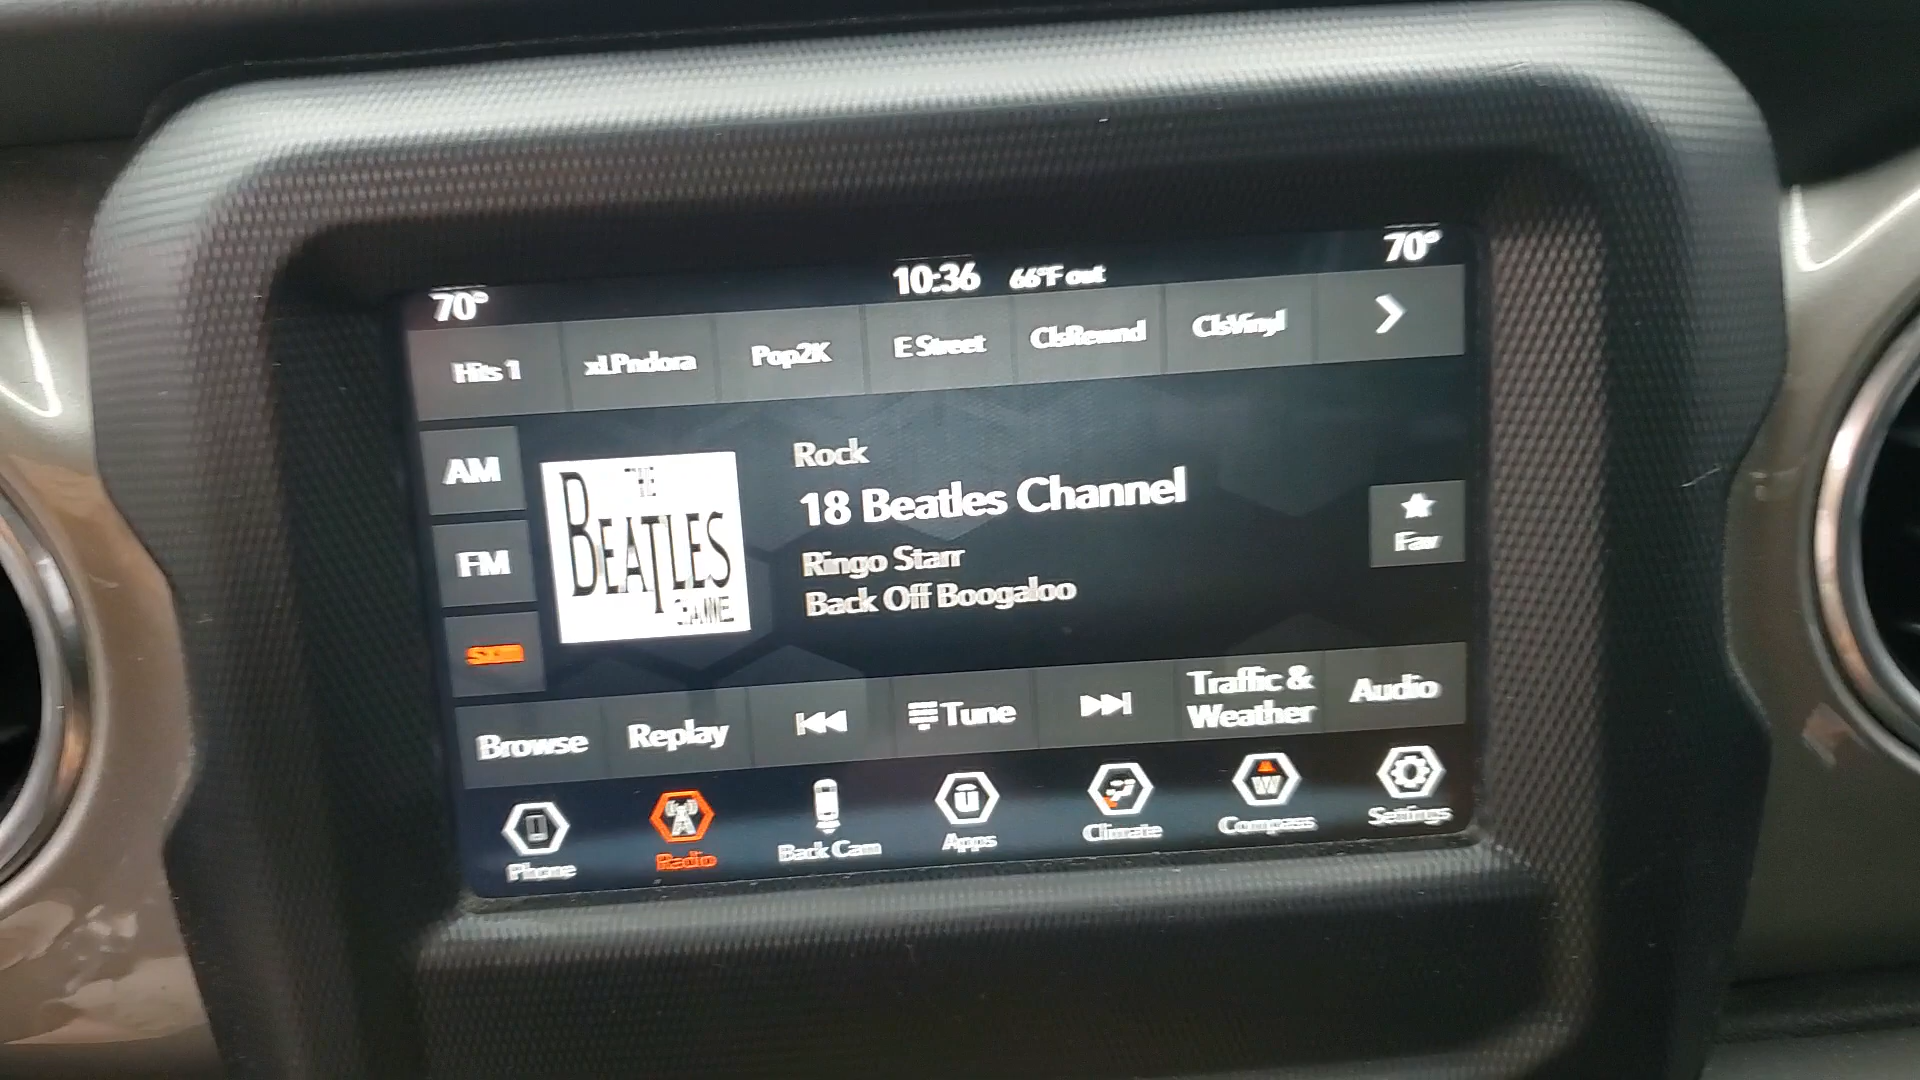 70° 10:36 66°F out 70°
Hits 1 xLPndora Pop2K E Street ClsRewnd ClsVinyl
AM
FM
SXM
THE
BEATLES
CHANNEL
Rock
18 Beatles Channel
Ringo Starr
Back Off Boogaloo
Fav
Browse Replay Tune Traffic & Weather Audio
Phone Radio Back Cam Apps Climate W Compass Settings